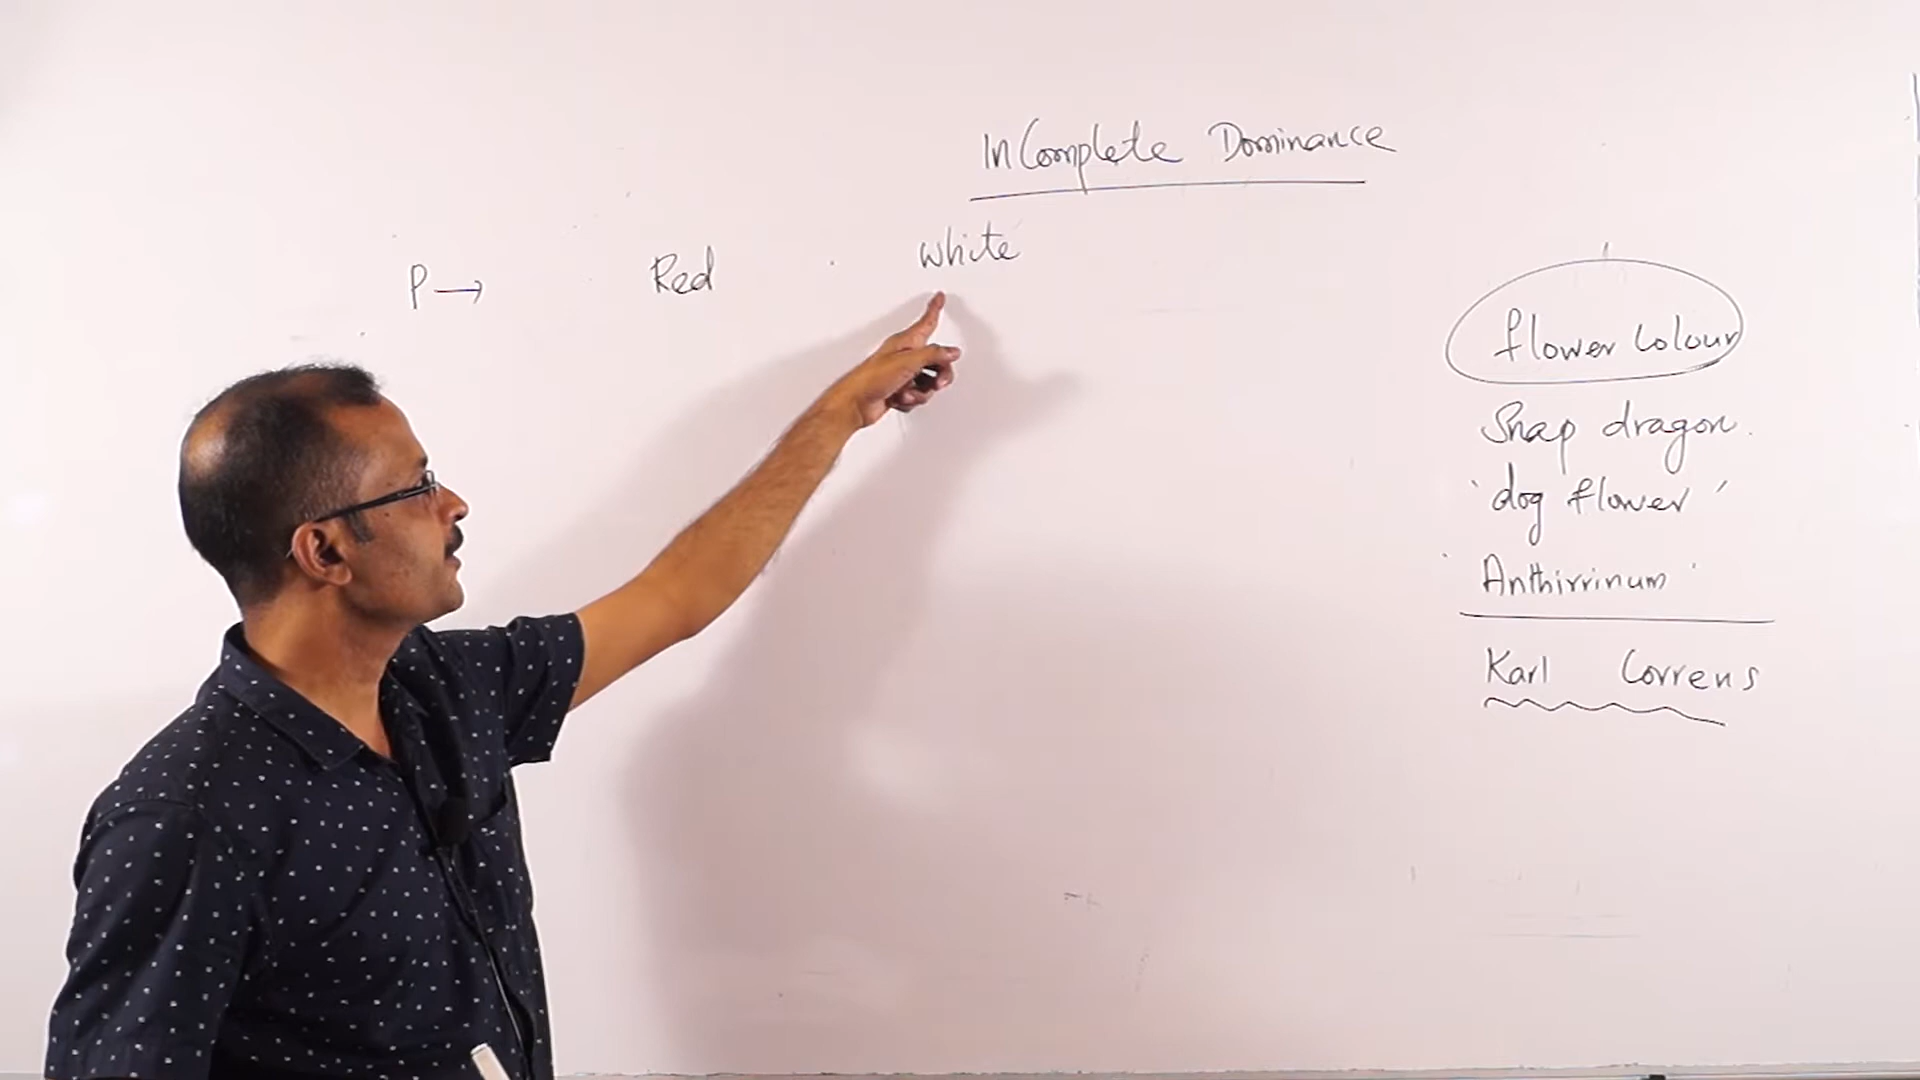 InComplete Dominance
P→ Red White
flower Colour
Snap dragon.
'dog flower'
Anthirrinum
Karl Correns